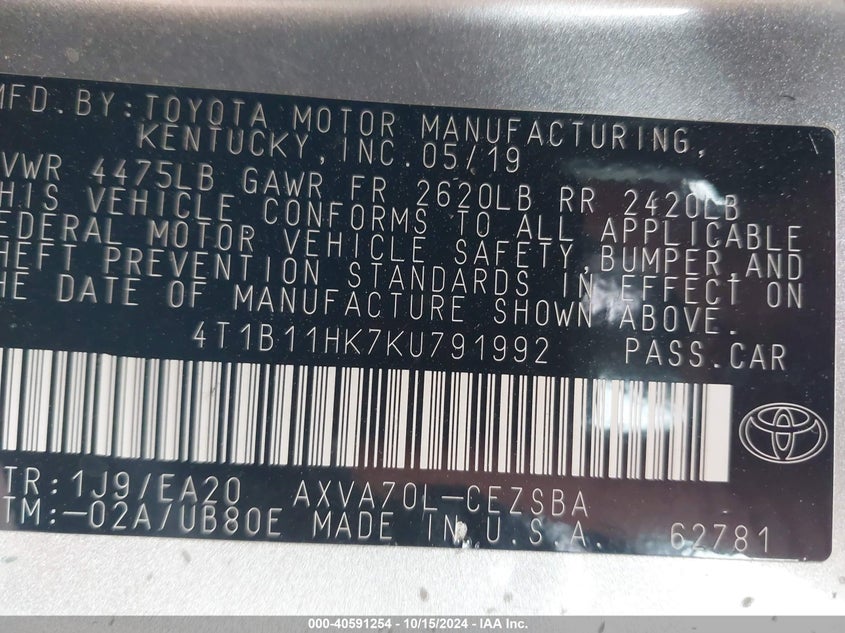 MFD. BY: TOYOTA MOTOR MANUFACTURING,
KENTUCKY, INC. 05/19
VWR 4475LB GAWR FR 2620LB RR 2420LB
HIS VEHICLE CONFORMS TO ALL APPLICABLE
EDERAL MOTOR VEHICLE SAFETY, BUMPER, AND
HEFT PREVENTION STANDARDS IN EFFECT ON
HE DATE OF MANUFACTURE SHOWN ABOVE.
4T1B11HK7KU791992 PASS.CAR
TR: 1J9/EA20 AXVA70L-CEZSBA
TM:-02A/UB80E MADE IN U.S.A. 62781
000-40591254 - 10/15/2024 - IAA Inc.